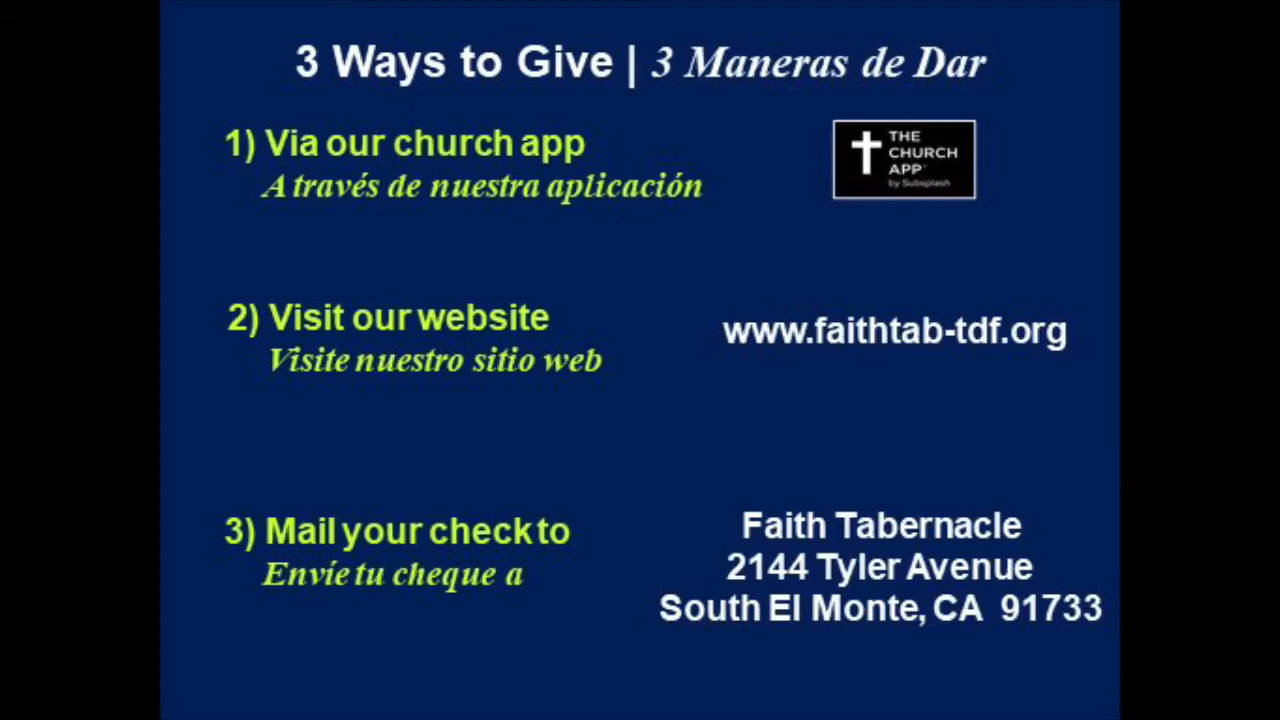 3 Ways to Give | 3 Maneras de Dar
1) Via our church app
A través de nuestra aplicación
THE
CHURCH
APP
by Subsplash
2) Visit our website
Visite nuestro sitio web
www.faithtab-tdf.org
3) Mail your check to
Envíe tu cheque a
Faith Tabernacle
2144 Tyler Avenue
South El Monte, CA 91733